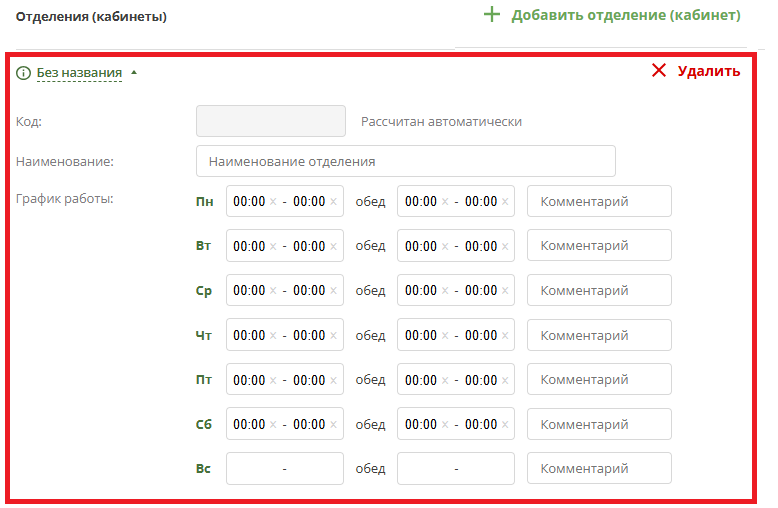 Отделения (кабинеты) Добавить отделение (кабинет)
Без названия Удалить
Код: Рассчитан автоматически
Наименование: Наименование отделения
График работы: Пн 00:00 x - 00:00 x обед 00:00 x - 00:00 x Комментарий
Вт 00:00 x - 00:00 x обед 00:00 x - 00:00 x Комментарий
Ср 00:00 x - 00:00 x обед 00:00 x - 00:00 x Комментарий
Чт 00:00 x - 00:00 x обед 00:00 x - 00:00 x Комментарий
Пт 00:00 x - 00:00 x обед 00:00 x - 00:00 x Комментарий
Сб 00:00 x - 00:00 x обед 00:00 x - 00:00 x Комментарий
Вс - обед - Комментарий